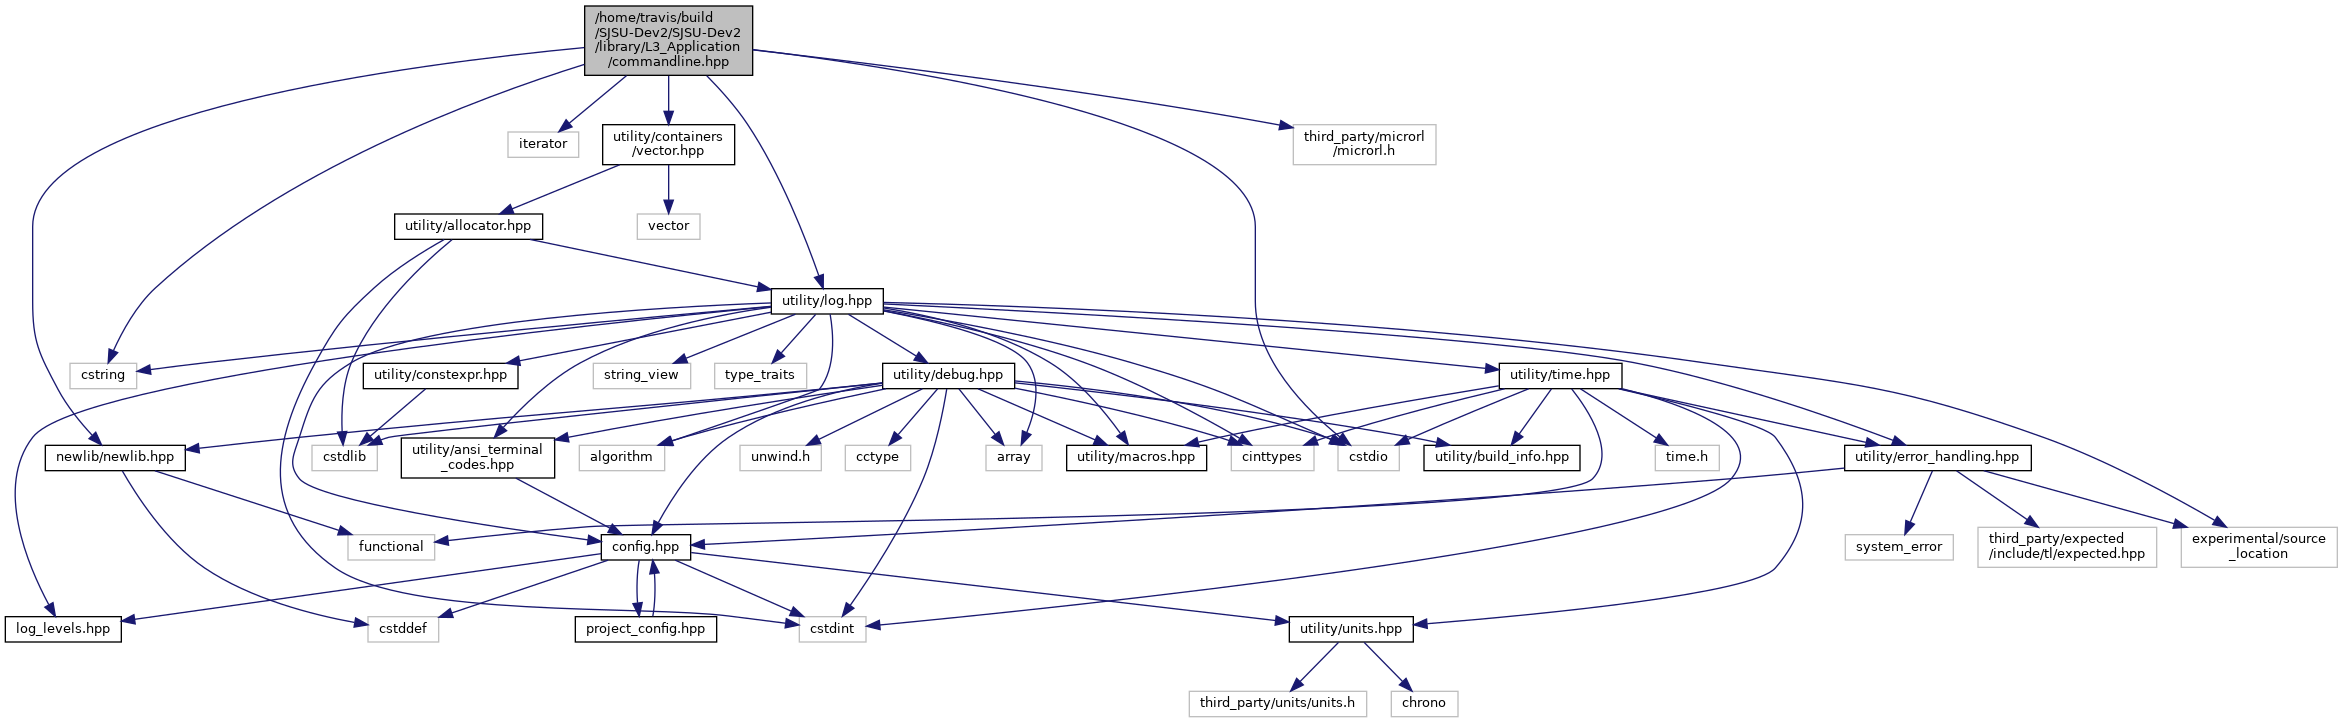 /home/travis/build
/SJSU-Dev2/SJSU-Dev2
/library/L3_Application
/commandline.hpp
iterator
utility/containers
/vector.hpp
third_party/microrl
/microrl.h
utility/allocator.hpp
vector
utility/log.hpp
cstring
utility/constexpr.hpp
string_view
type_traits
utility/debug.hpp
utility/time.hpp
newlib/newlib.hpp
cstdlib
utility/ansi_terminal
_codes.hpp
algorithm
unwind.h
cctype
array
utility/macros.hpp
cinttypes
cstdio
utility/build_info.hpp
time.h
utility/error_handling.hpp
functional
config.hpp
system_error
third_party/expected
/include/tl/expected.hpp
experimental/source
_location
log_levels.hpp
cstddef
project_config.hpp
cstdint
utility/units.hpp
third_party/units/units.h
chrono